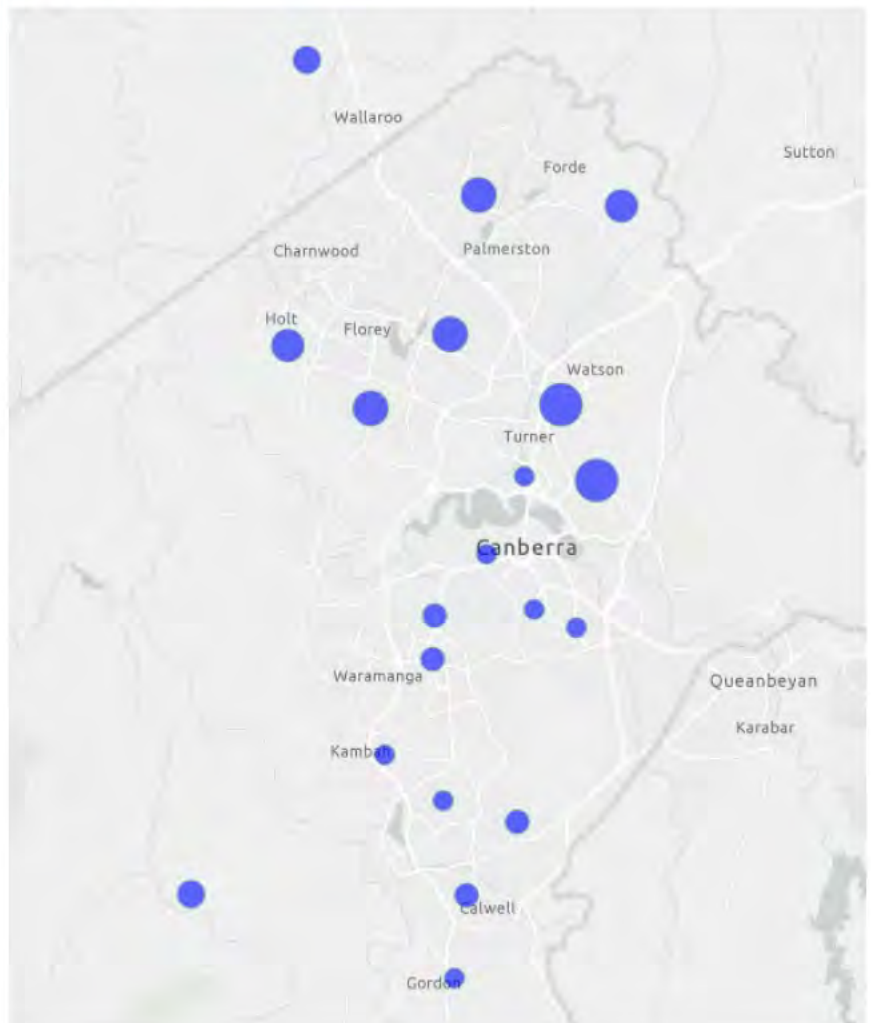 Wallaroo
Sutton
Forde
Charnwood
Palmerston
Holt
Florey
Watson
Turner
Canberra
Waramanga
Queanbeyan
Karabar
Kambah
Calwell
Gordon